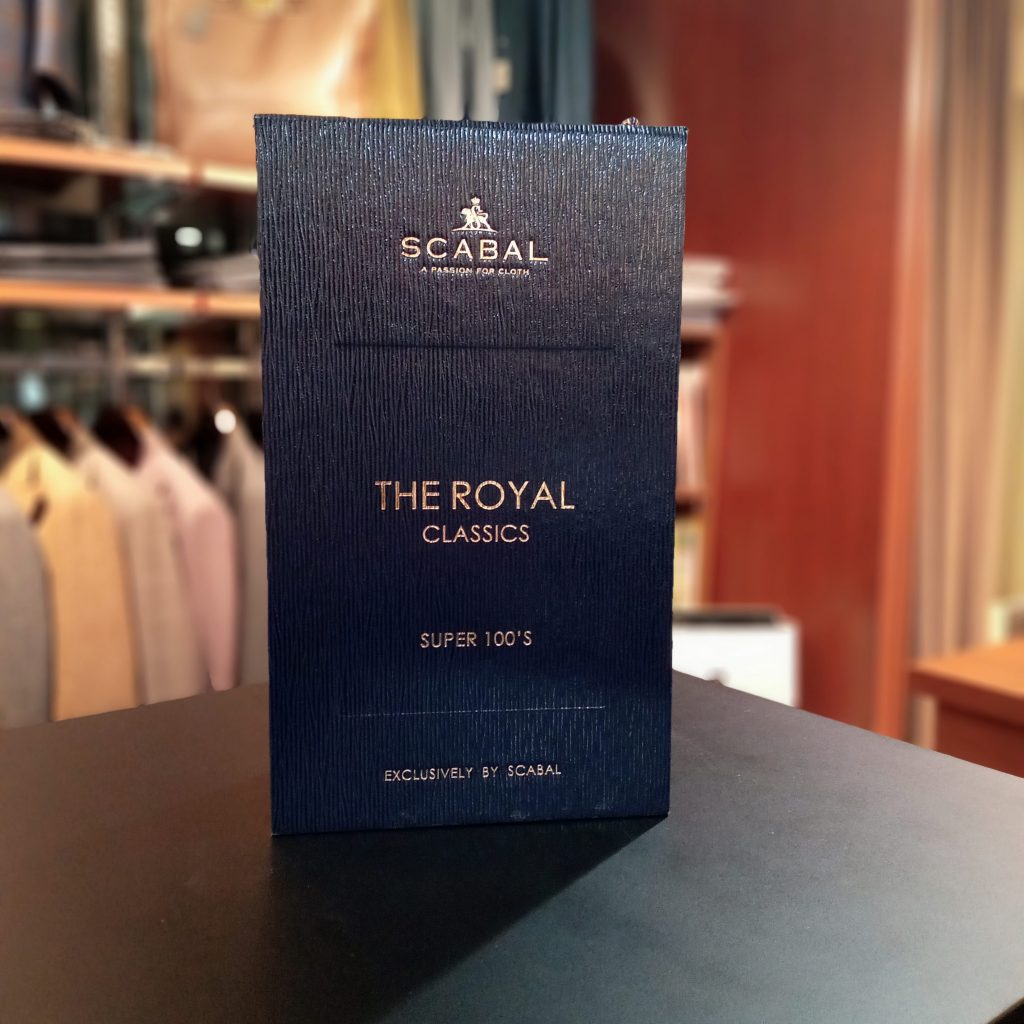 SCABAL
A PASSION FOR CLOTH
THE ROYAL
CLASSICS
SUPER 100'S
EXCLUSIVELY BY SCABAL